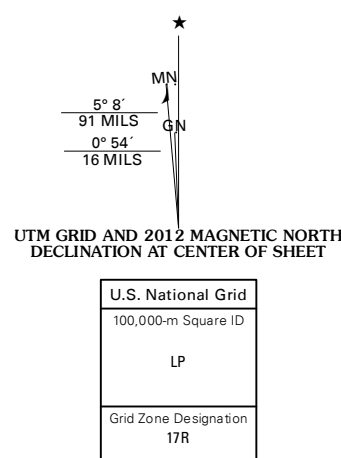 ★
MN
5° 8´
91 MILS
GN
0° 54´
16 MILS
UTM GRID AND 2012 MAGNETIC NORTH
DECLINATION AT CENTER OF SHEET
U.S. National Grid
100,000-m Square ID
LP
Grid Zone Designation
17R